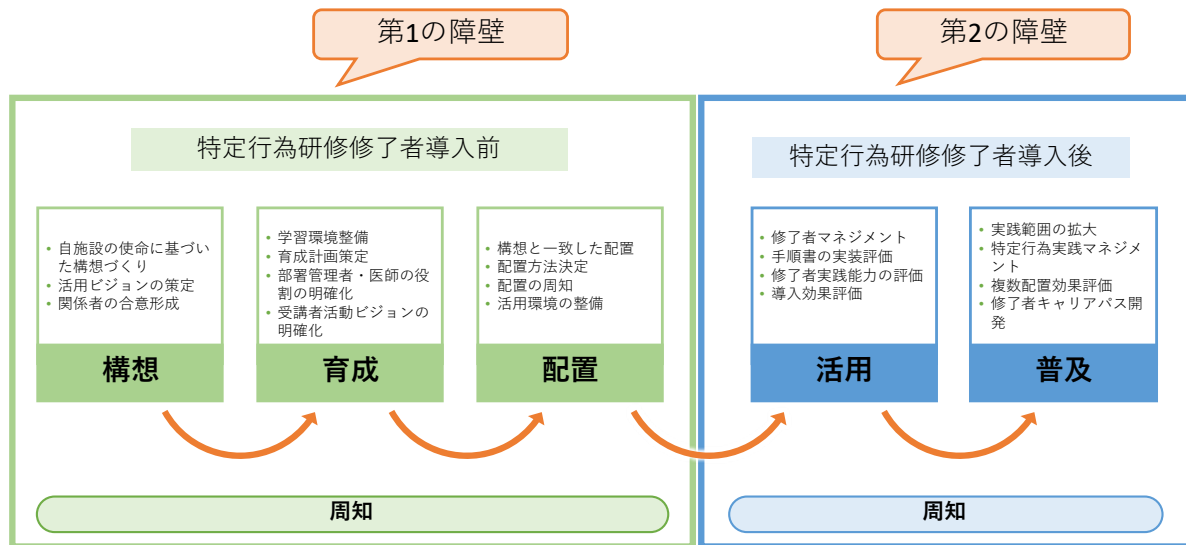 第1の障壁
第2の障壁
特定行為研修修了者導入前
• 自施設の使命に基づい
た構想づくり
• 活用ビジョンの策定
• 関係者の合意形成
構想
• 学習環境整備
• 育成計画策定
• 部署管理者・医師の役
割の明確化
• 受講者活動ビジョンの
明確化
育成
• 構想と一致した配置
• 配置方法決定
• 配置の周知
• 活用環境の整備
配置
周知
特定行為研修修了者導入後
• 修了者マネジメント
• 手順書の実装評価
• 修了者実践能力の評価
• 導入効果評価
活用
• 実践範囲の拡大
• 特定行為実践マネジメ
ント
• 複数配置効果評価
• 修了者キャリアパス開
発
普及
周知